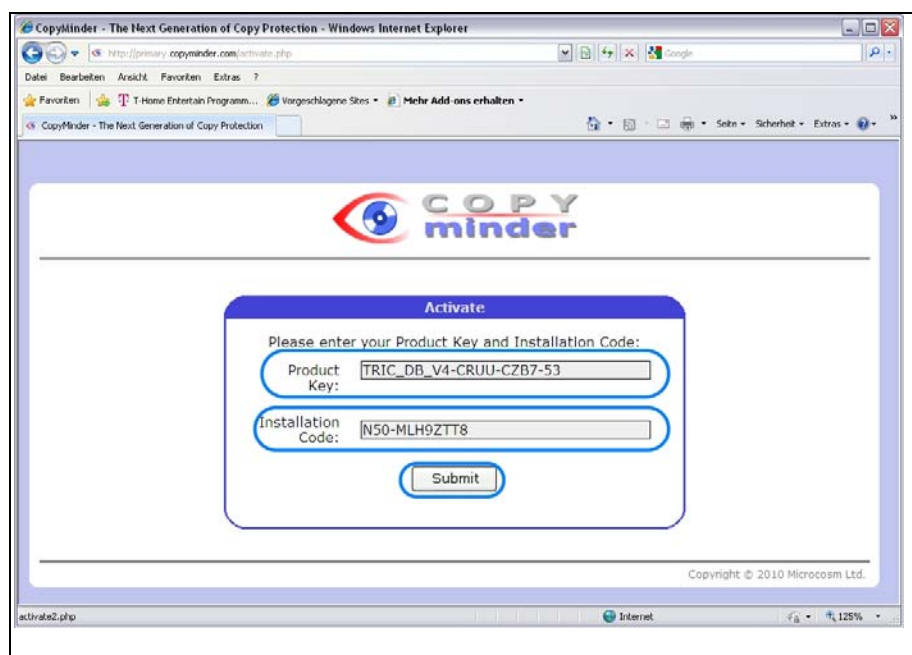 CopyMinder - The Next Generation of Copy Protection - Windows Internet Explorer
http://primary.copyminder.com/activate.php
Google
Datei Bearbeiten Ansicht Favoriten Extras ?
Favoriten T-Home Entertain Programm... Vorgeschlagene Sites Mehr Add-ons erhalten
CopyMinder - The Next Generation of Copy Protection
Seite Sicherheit Extras »
COPY
minder
Activate
Please enter your Product Key and Installation Code:
Product Key: TRIC_DB_V4-CRUU-CZB7-53
Installation Code: N50-MLH9ZTT8
Submit
Copyright © 2010 Microcosm Ltd.
activate2.php Internet 125%